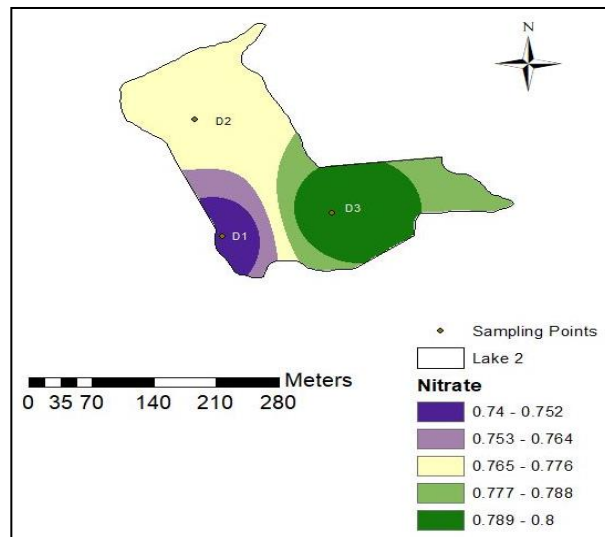 N
D2
D3
D1
Sampling Points
Lake 2
Meters
0 35 70 140 210 280
Nitrate
0.74 - 0.752
0.753 - 0.764
0.765 - 0.776
0.777 - 0.788
0.789 - 0.8